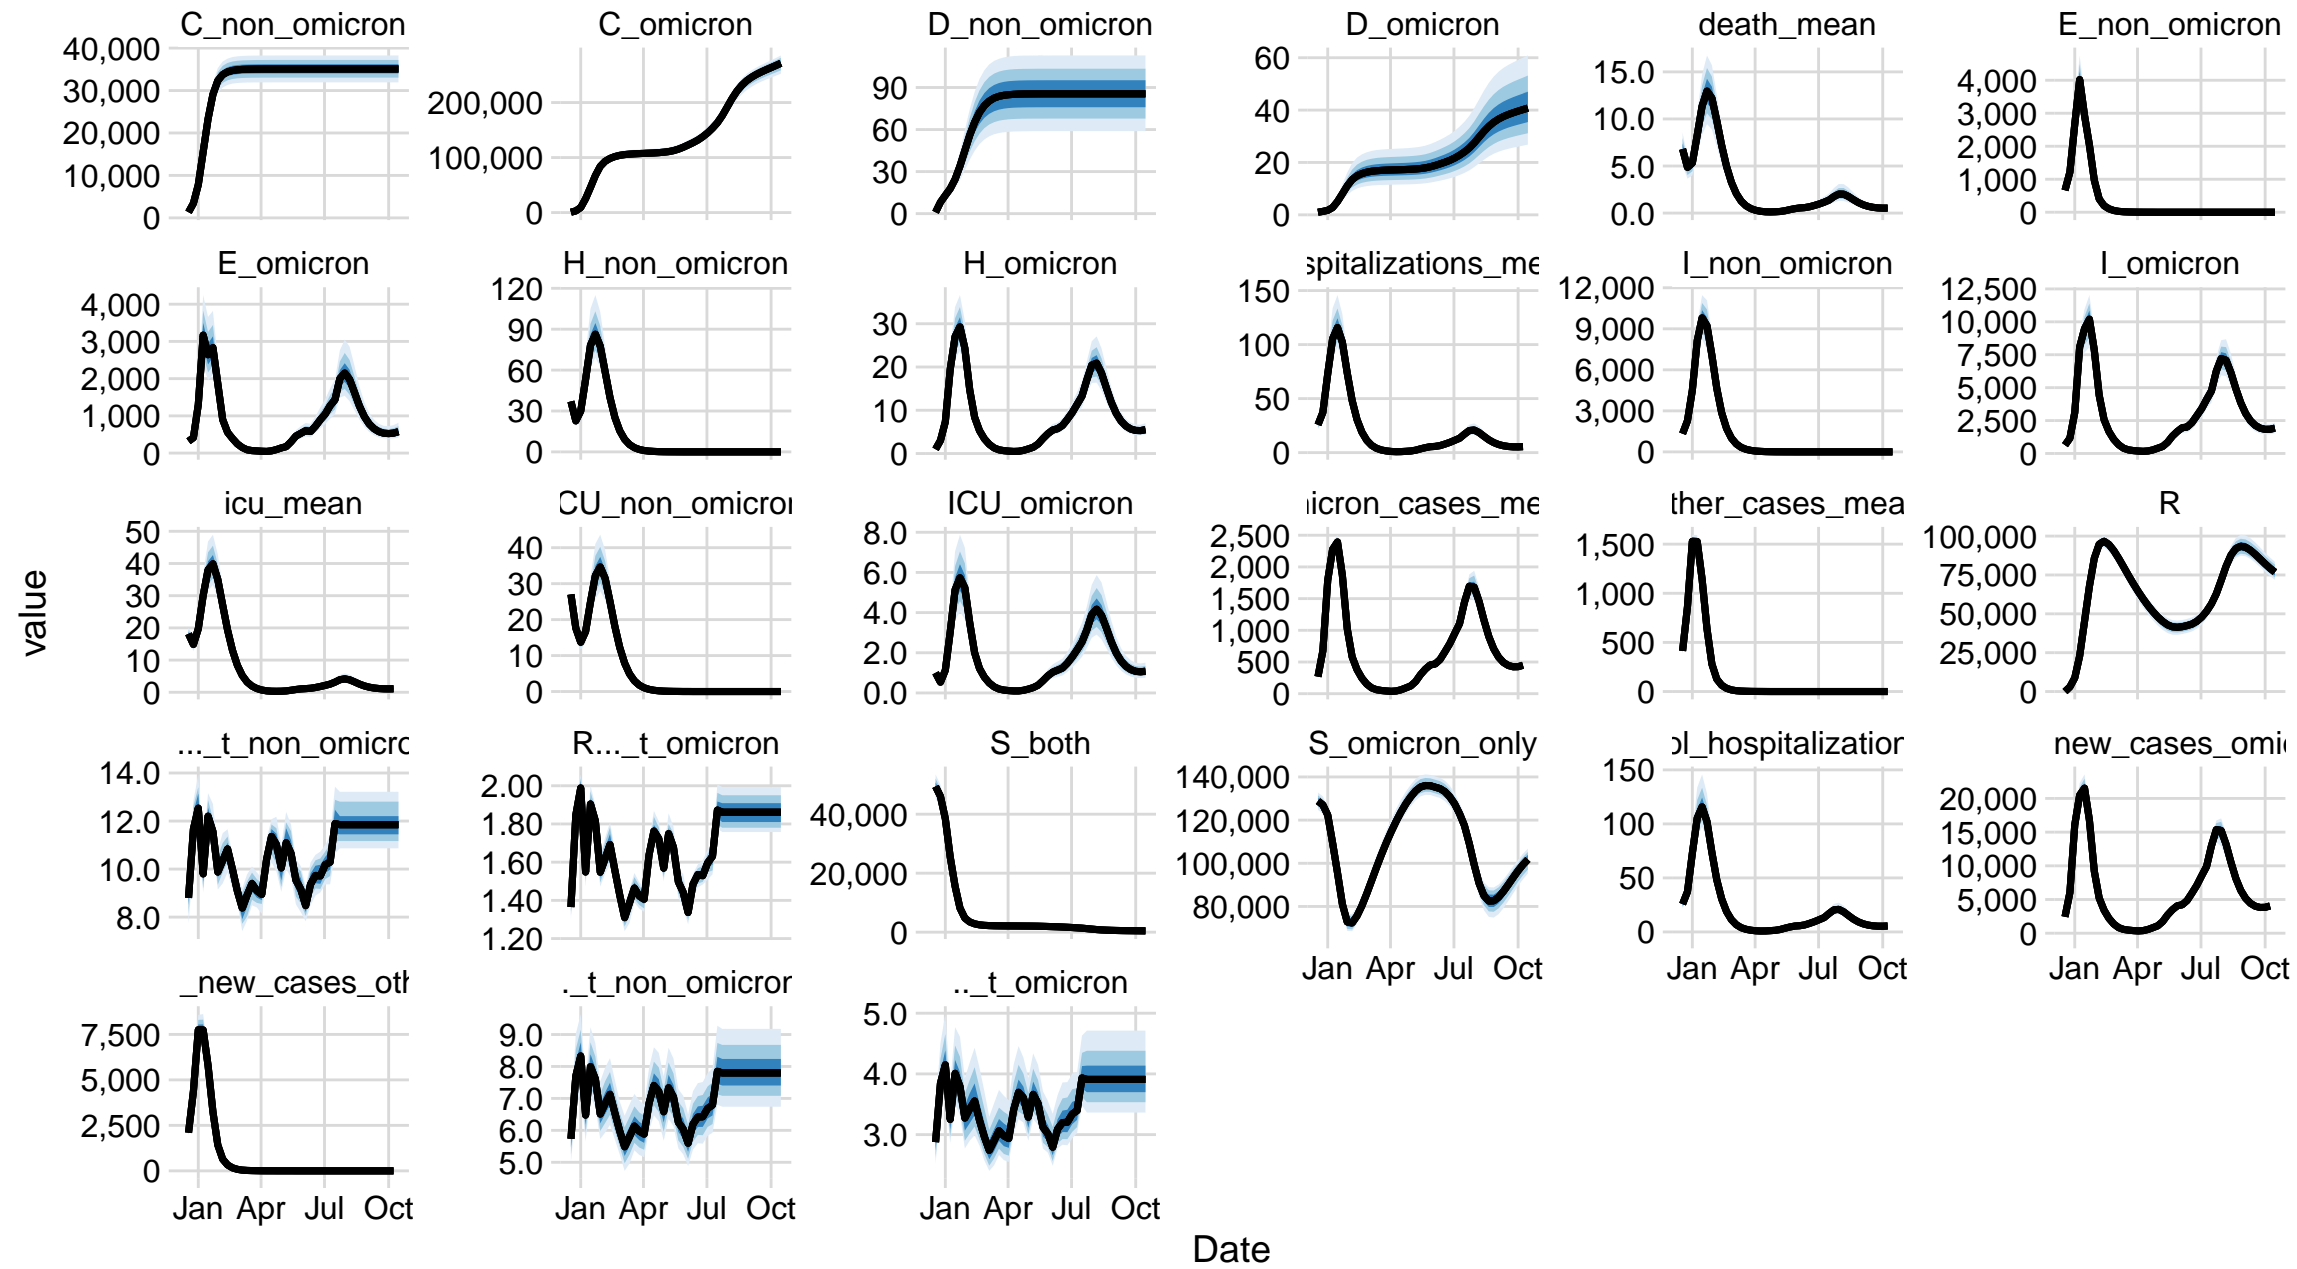 C_non_omicron C_omicron D_non_omicron D_omicron death_mean E_non_omicron
40,000 30,000 20,000 10,000 0
200,000 100,000 0
90 60 30 0
60 40 20 0
15.0 10.0 5.0 0.0
4,000 3,000 2,000 1,000 0
E_omicron H_non_omicron H_omicron spitalizations_me I_non_omicron I_omicron
4,000 3,000 2,000 1,000 0
120 90 60 30 0
30 20 10 0
150 100 50 0
12,000 9,000 6,000 3,000 0
12,500 10,000 7,500 5,000 2,500 0
value
icu_mean CU_non_omicron ICU_omicron icron_cases_me ther_cases_mea R
50 40 30 20 10 0
40 30 20 10 0
8.0 6.0 4.0 2.0 0.0
2,500 2,000 1,500 1,000 500 0
1,500 1,000 500 0
100,000 75,000 50,000 25,000 0
..._t_non_omicro R..._t_omicron S_both S_omicron_only ol_hospitalization new_cases_omi
14.0 12.0 10.0 8.0
2.00 1.80 1.60 1.40 1.20
40,000 20,000 0
140,000 120,000 100,000 80,000
150 100 50 0
20,000 15,000 10,000 5,000 0
Jan Apr Jul Oct
Jan Apr Jul Oct
Jan Apr Jul Oct
_new_cases_oth ._t_non_omicron .._t_omicron
7,500 5,000 2,500 0
9.0 8.0 7.0 6.0 5.0
5.0 4.0 3.0
Jan Apr Jul Oct
Jan Apr Jul Oct
Jan Apr Jul Oct
Date